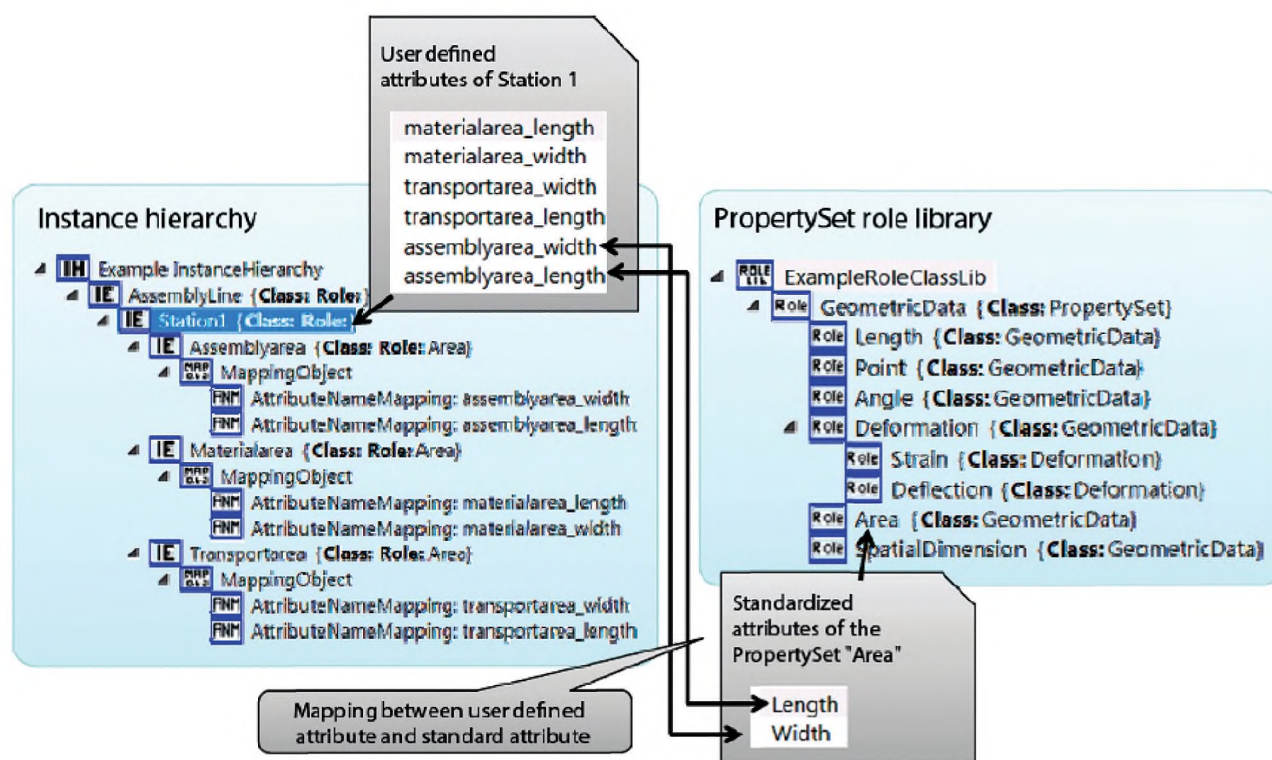 User defined
attributes of Station 1
materialarea_length
materialarea_width
transportarea_width
transportarea_length
assemblyarea_width
assemblyarea_length
Instance hierarchy
IH Example InstanceHierarchy
IE AssemblyLine {Class: Role:}
IE Station1 {Class: Role:}
IE Assemblyarea {Class: Role: Area}
MAP MappingObject
ANM AttributeNameMapping: assemblyarea_width
ANM AttributeNameMapping: assemblyarea_length
IE Materialarea {Class: Role: Area}
MAP MappingObject
ANM AttributeNameMapping: materialarea_length
ANM AttributeNameMapping: materialarea_width
IE Transportarea {Class: Role: Area}
MAP MappingObject
ANM AttributeNameMapping: transportarea_width
ANM AttributeNameMapping: transportarea_length
PropertySet role library
ROLE LIB ExampleRoleClassLib
Role GeometricData {Class: PropertySet}
Role Length {Class: GeometricData}
Role Point {Class: GeometricData}
Role Angle {Class: GeometricData}
Role Deformation {Class: GeometricData}
Role Strain {Class: Deformation}
Role Deflection {Class: Deformation}
Role Area {Class: GeometricData}
Role SpatialDimension {Class: GeometricData}
Standardized
attributes of the
PropertySet "Area"
Length
Width
Mapping between user defined
attribute and standard attribute